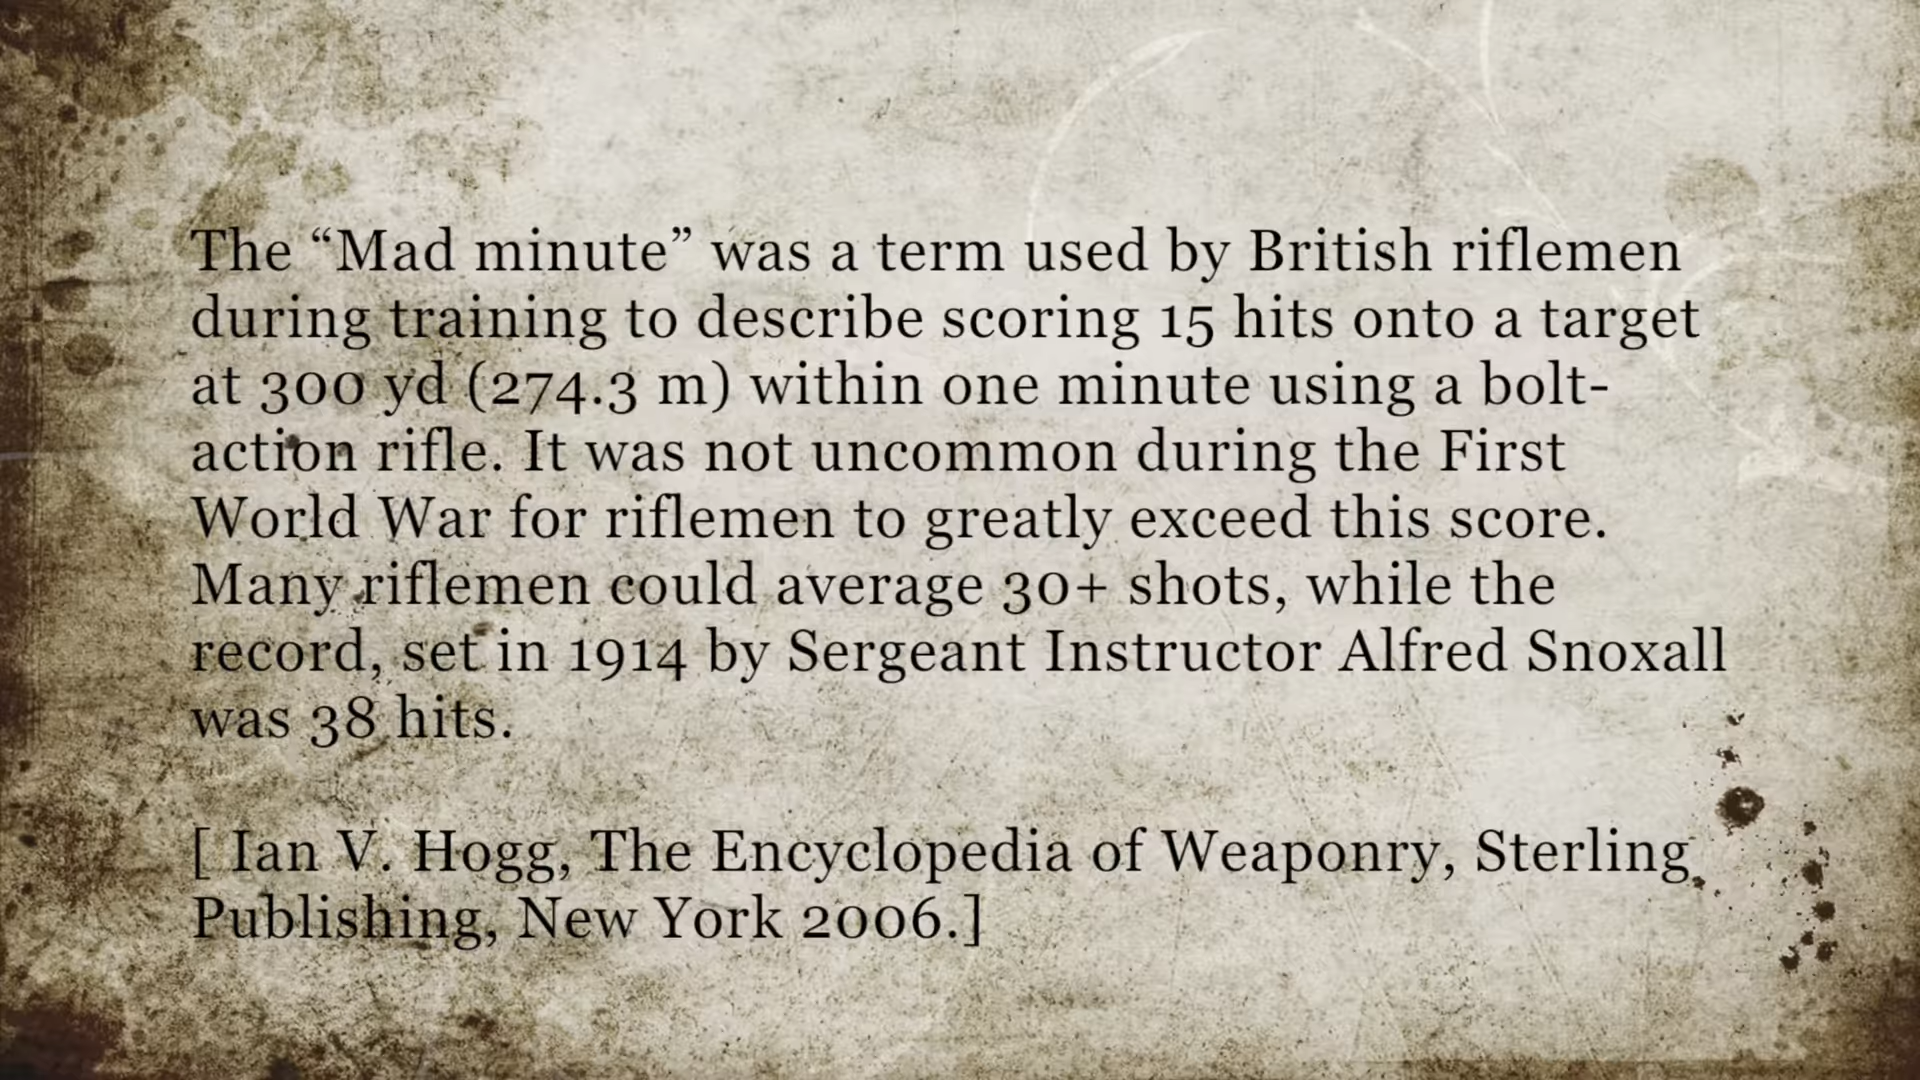 The “Mad minute” was a term used by British riflemen
during training to describe scoring 15 hits onto a target
at 300 yd (274.3 m) within one minute using a bolt-
action rifle. It was not uncommon during the First
World War for riflemen to greatly exceed this score.
Many riflemen could average 30+ shots, while the
record, set in 1914 by Sergeant Instructor Alfred Snoxall
was 38 hits.
[ Ian V. Hogg, The Encyclopedia of Weaponry, Sterling
Publishing, New York 2006.]